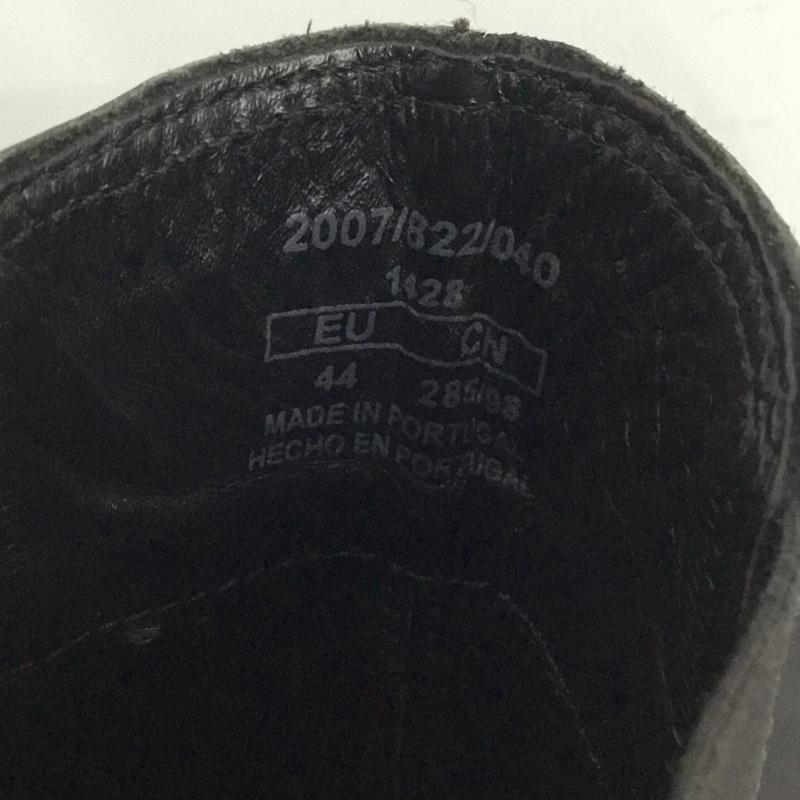 2007/822/040
1428
EU CN
44 285/98
MADE IN PORTUGAL
HECHO EN PORTUGAL